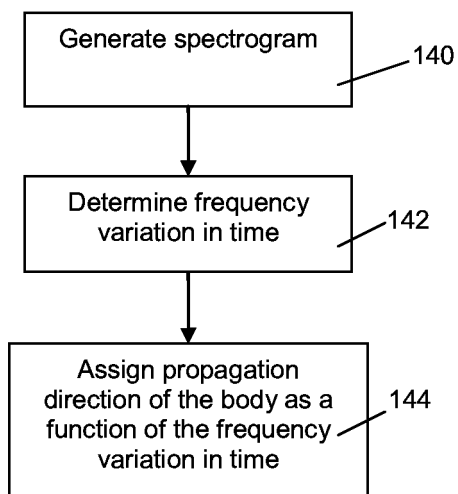 Generate spectrogram
140
Determine frequency
variation in time
142
Assign propagation
direction of the body as a
function of the frequency
variation in time
144